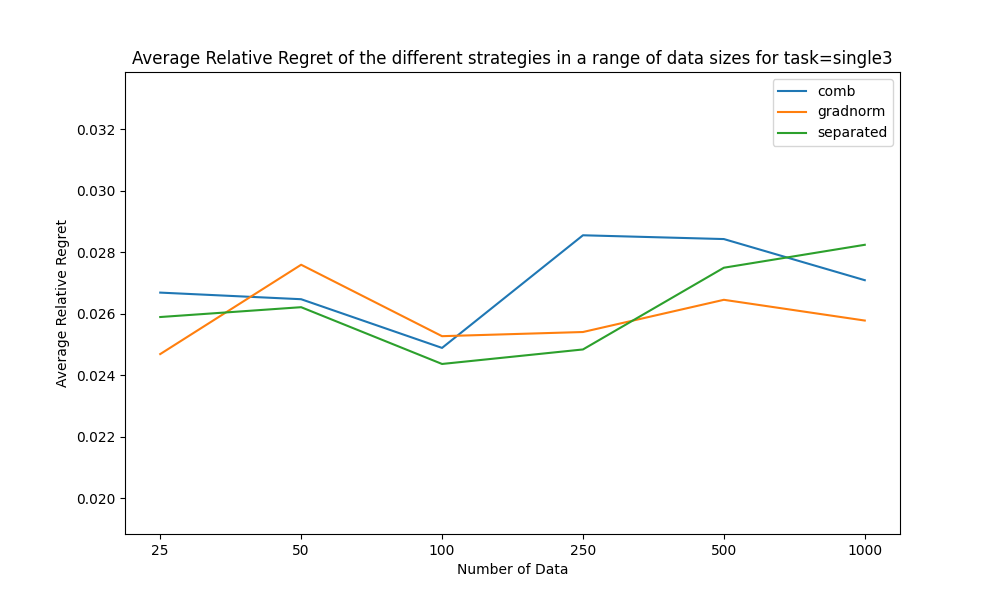 Average Relative Regret of the different strategies in a range of data sizes for task=single3
comb
gradnorm
separated
0.032
0.030
0.028
0.026
0.024
0.022
0.020
Average Relative Regret
25 50 100 250 500 1000
Number of Data